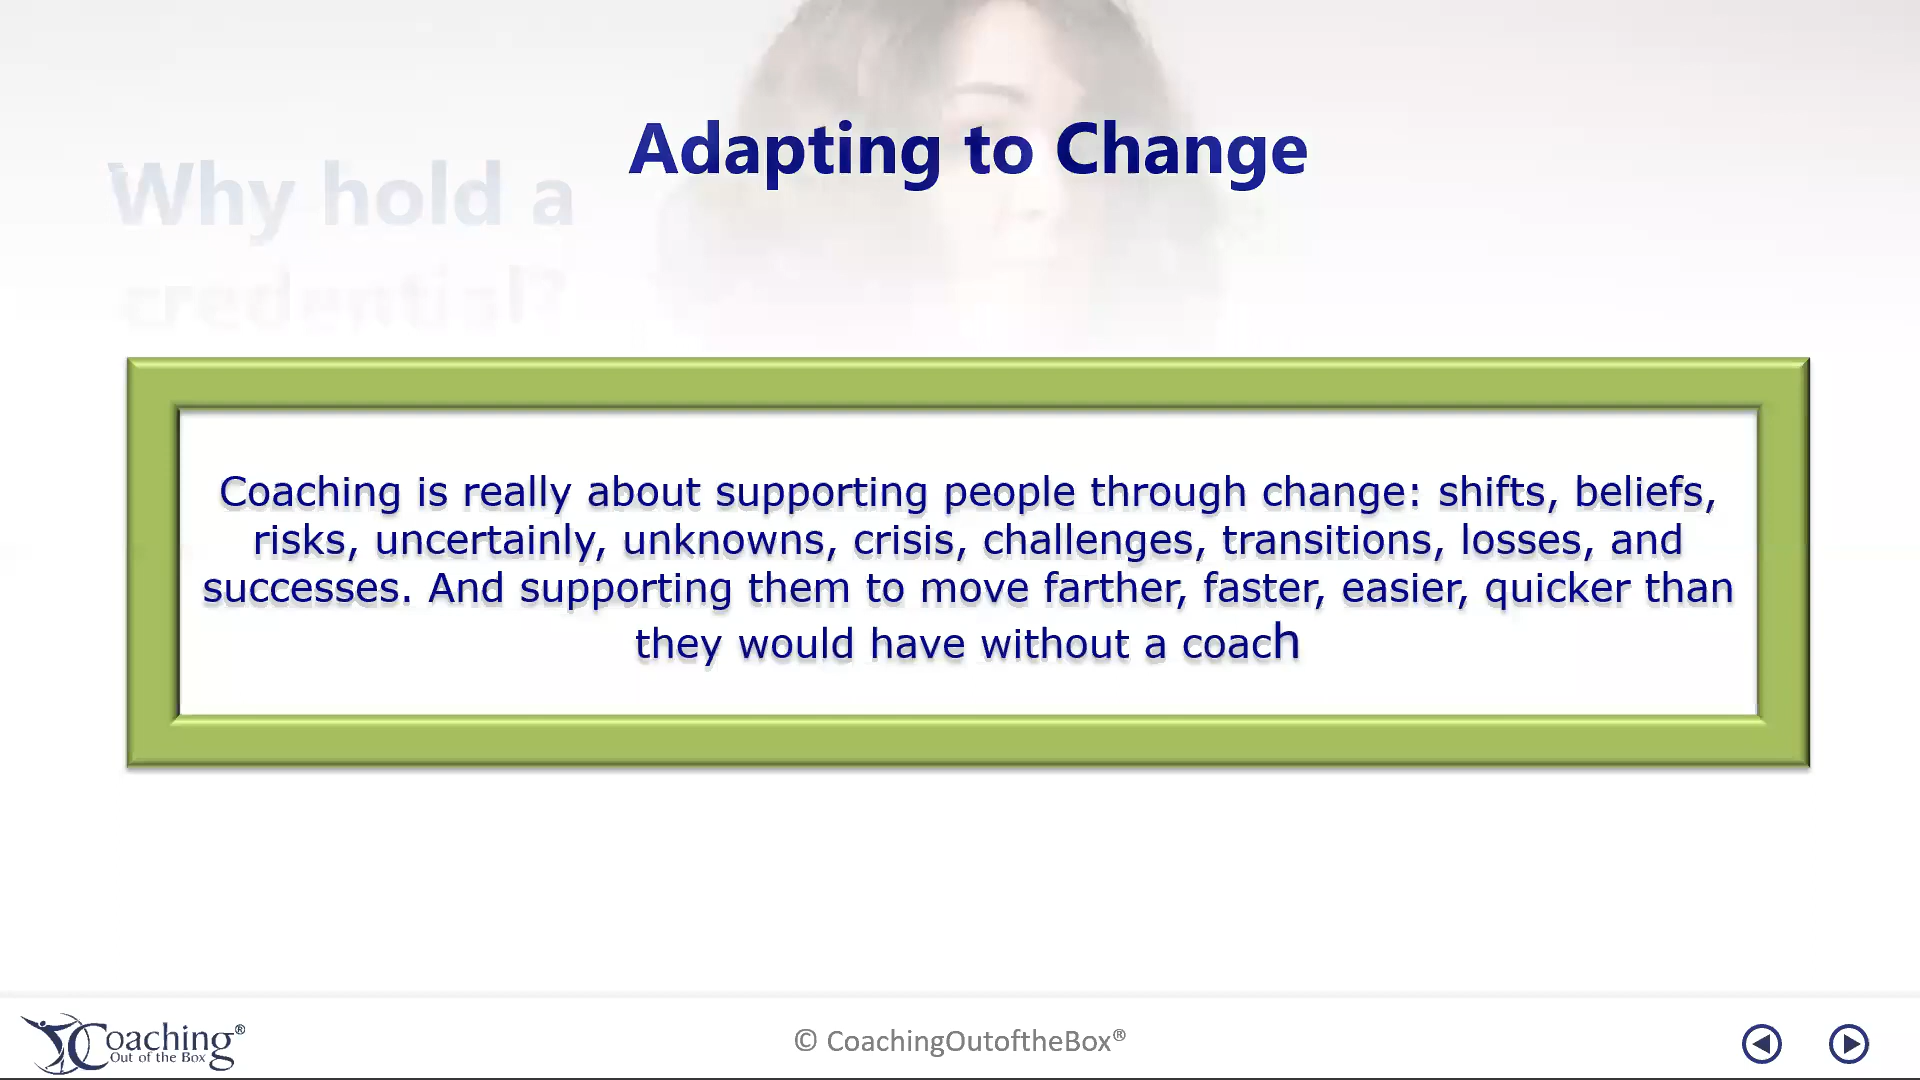 Adapting to Change
Why hold a
credential?
Coaching is really about supporting people through change: shifts, beliefs,
risks, uncertainly, unknowns, crisis, challenges, transitions, losses, and
successes. And supporting them to move farther, faster, easier, quicker than
they would have without a coach
Coaching®
Out of the Box
© CoachingOutoftheBox®